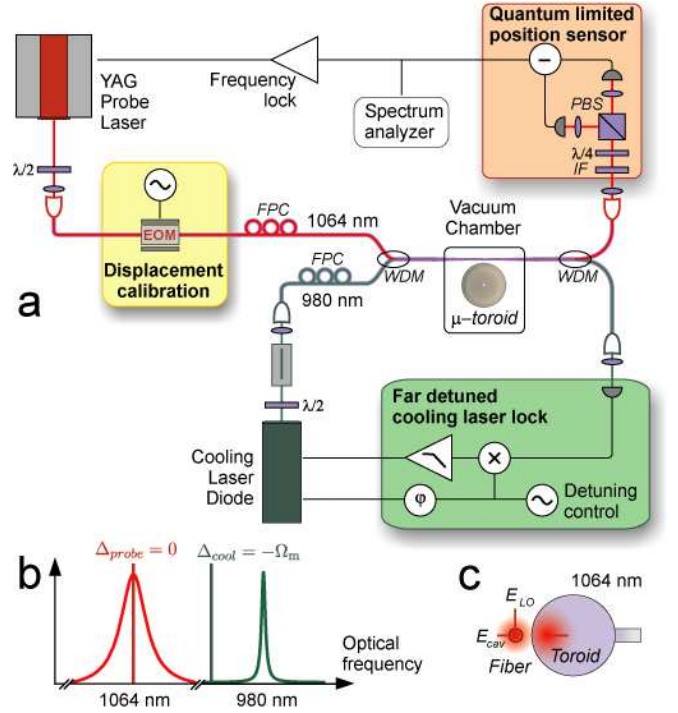 a
YAG
Probe
Laser
Frequency
lock
Spectrum
analyzer
Quantum limited
position sensor
−
PBS
λ/4
IF
λ/2
EOM
Displacement
calibration
FPC
1064 nm
FPC
980 nm
WDM
Vacuum
Chamber
μ-toroid
WDM
λ/2
Cooling
Laser
Diode
Far detuned
cooling laser lock
×
φ
Detuning
control
b
Δprobe = 0
Δcool = −Ωm
Optical
frequency
1064 nm
980 nm
c
1064 nm
ELO
Ecav
Fiber
Toroid